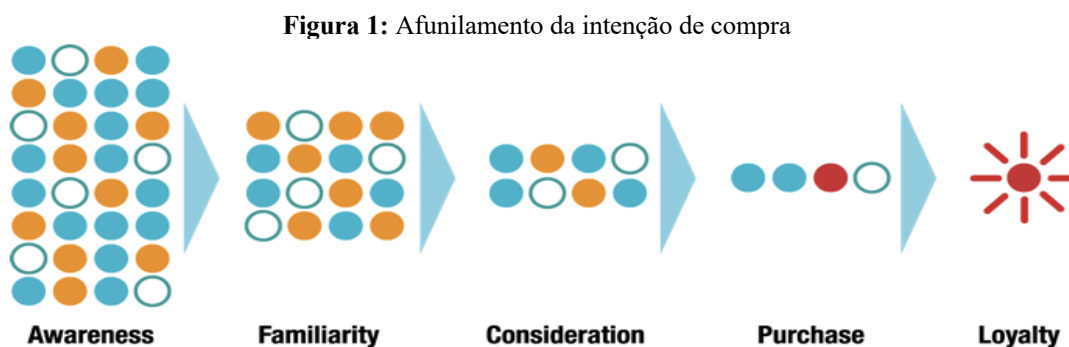 Figura 1: Afunilamento da intenção de compra
Awareness Familiarity Consideration Purchase Loyalty